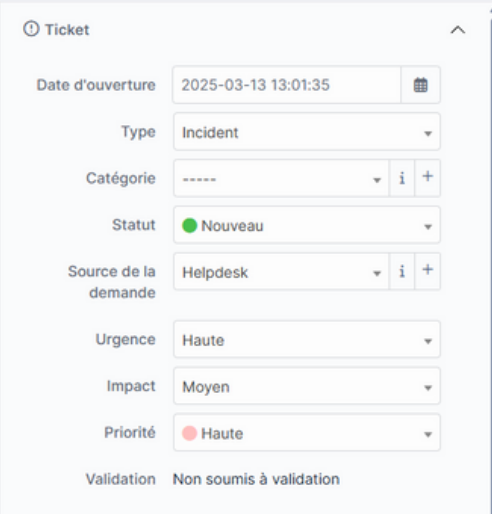 Ticket
Date d'ouverture 2025-03-13 13:01:35
Type Incident
Catégorie ----- i +
Statut Nouveau
Source de la demande Helpdesk i +
Urgence Haute
Impact Moyen
Priorité Haute
Validation Non soumis à validation